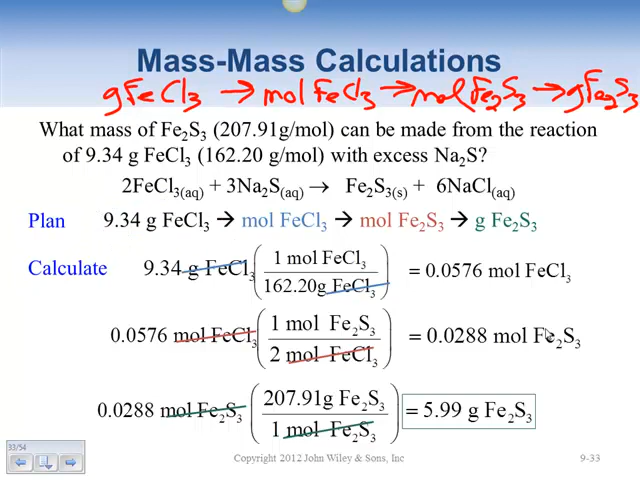 Mass-Mass Calculations
gFeCl3 → mol FeCl3 → mol Fe2S3 → gFe2S3
What mass of Fe₂S₃ (207.91g/mol) can be made from the reaction
of 9.34 g FeCl₃ (162.20 g/mol) with excess Na₂S?
2FeCl₃(aq) + 3Na₂S(aq) → Fe₂S₃(s) + 6NaCl(aq)
Plan 9.34 g FeCl₃ → mol FeCl₃ → mol Fe₂S₃ → g Fe₂S₃
Calculate 9.34 g FeCl₃ (1 mol FeCl₃ / 162.20g FeCl₃) = 0.0576 mol FeCl₃
0.0576 mol FeCl₃ (1 mol Fe₂S₃ / 2 mol FeCl₃) = 0.0288 mol Fe₂S₃
0.0288 mol Fe₂S₃ (207.91g Fe₂S₃ / 1 mol Fe₂S₃) = 5.99 g Fe₂S₃
33/54
Copyright 2012 John Wiley & Sons, Inc
9-33